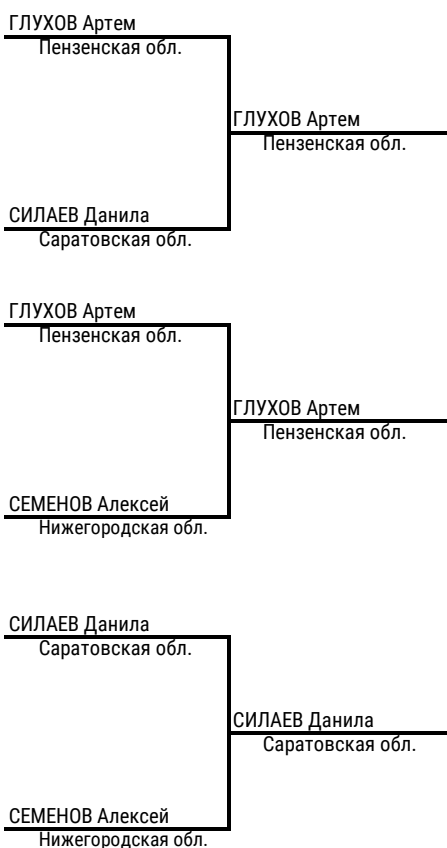 ГЛУХОВ Артем
Пензенская обл.
ГЛУХОВ Артем
Пензенская обл.
СИЛАЕВ Данила
Саратовская обл.
ГЛУХОВ Артем
Пензенская обл.
ГЛУХОВ Артем
Пензенская обл.
СЕМЕНОВ Алексей
Нижегородская обл.
СИЛАЕВ Данила
Саратовская обл.
СИЛАЕВ Данила
Саратовская обл.
СЕМЕНОВ Алексей
Нижегородская обл.